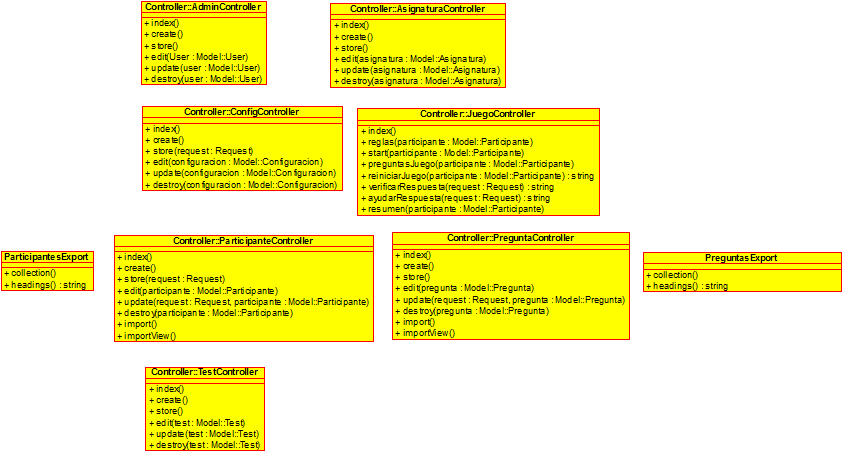 Controller::AdminController
+ index()
+ create()
+ store()
+ edit(User : Model::User)
+ update(user : Model::User)
+ destroy(user : Model::User)
Controller::AsignaturaController
+ index()
+ create()
+ store()
+ edit(asignatura : Model::Asignatura)
+ update(asignatura : Model::Asignatura)
+ destroy(asignatura : Model::Asignatura)
Controller::ConfigController
+ index()
+ create()
+ store(request : Request)
+ edit(configuracion : Model::Configuracion)
+ update(configuracion : Model::Configuracion)
+ destroy(configuracion : Model::Configuracion)
Controller::JuegoController
+ index()
+ reglas(participante : Model::Participante)
+ start(participante : Model::Participante)
+ preguntasJuego(participante : Model::Participante)
+ reiniciarJuego(participante : Model::Participante) : string
+ verificarRespuesta(request : Request) : string
+ ayudarRespuesta(request : Request) : string
+ resumen(participante : Model::Participante)
ParticipantesExport
+ collection()
+ headings() : string
Controller::ParticipanteController
+ index()
+ create()
+ store(request : Request)
+ edit(participante : Model::Participante)
+ update(request : Request, participante : Model::Participante)
+ destroy(participante : Model::Participante)
+ import()
+ importView()
Controller::PreguntaController
+ index()
+ create()
+ store()
+ edit(pregunta : Model::Pregunta)
+ update(request : Request, pregunta : Model::Pregunta)
+ destroy(pregunta : Model::Pregunta)
+ import()
+ importView()
PreguntasExport
+ collection()
+ headings() : string
Controller::TestController
+ index()
+ create()
+ store()
+ edit(test : Model::Test)
+ update(test : Model::Test)
+ destroy(test : Model::Test)